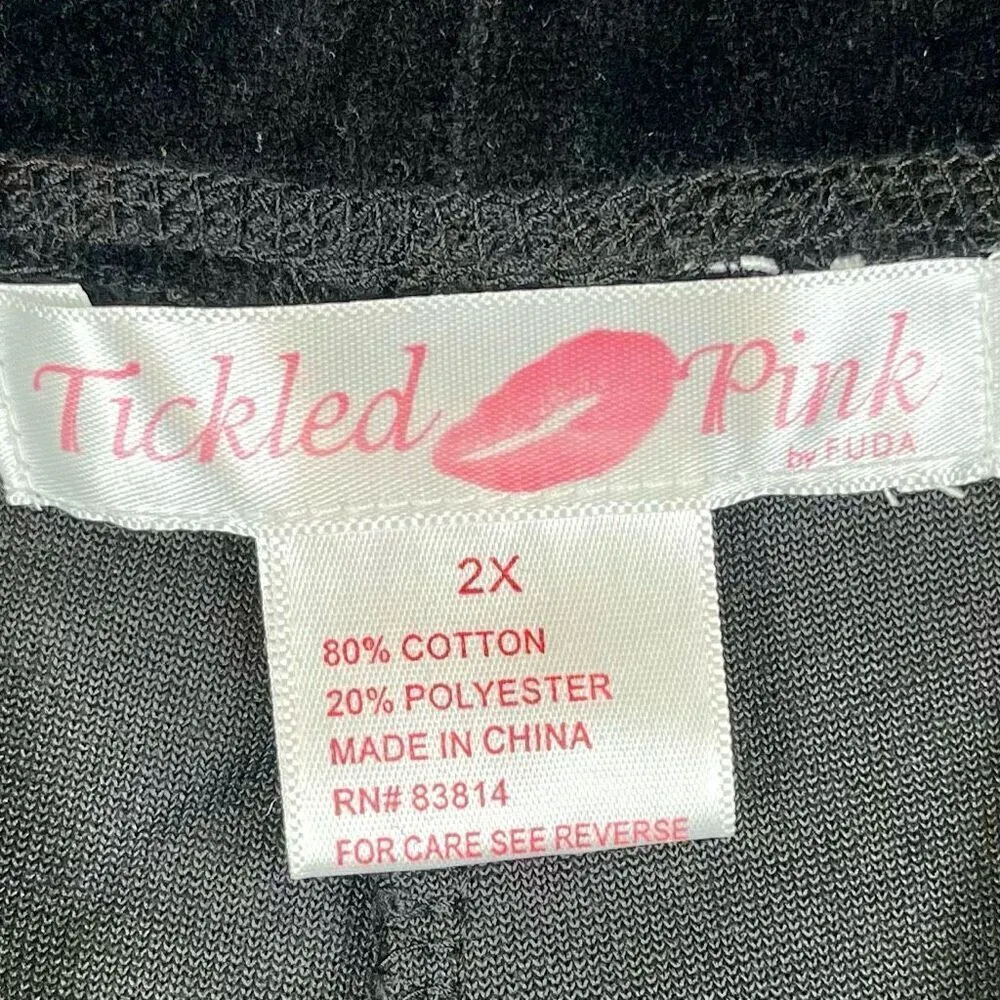 Tickled Pink
by FUDA
2X
80% COTTON
20% POLYESTER
MADE IN CHINA
RN# 83814
FOR CARE SEE REVERSE